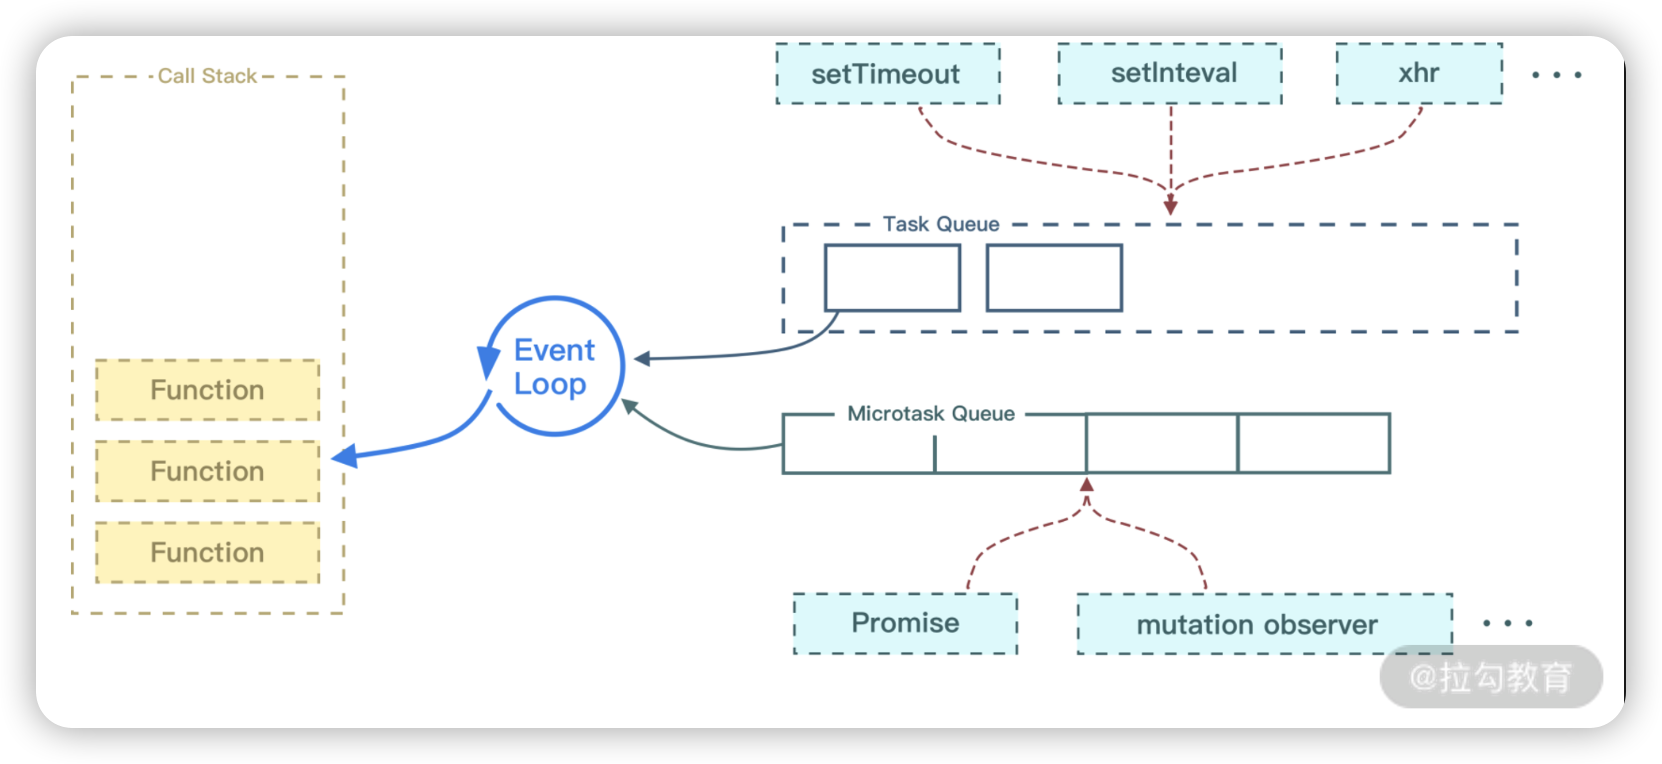 Call Stack
setTimeout
setInteval
xhr
Task Queue
Event
Loop
Function
Function
Function
Microtask Queue
Promise
mutation observer
@拉勾教育